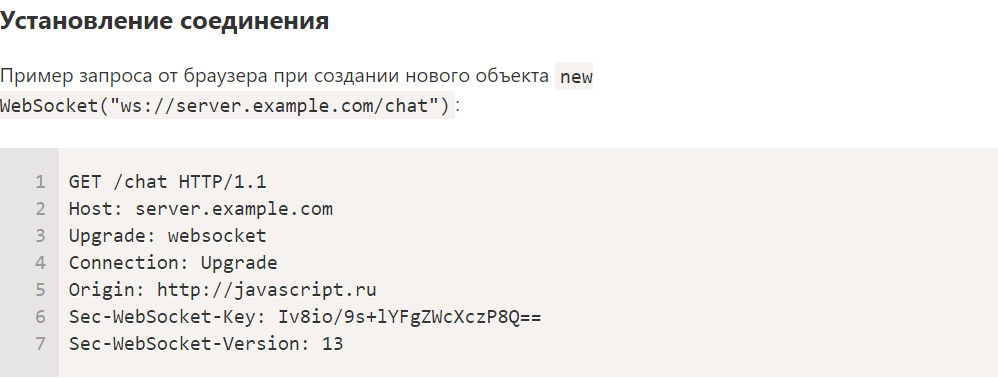 Установление соединения
Пример запроса от браузера при создании нового объекта new
WebSocket("ws://server.example.com/chat"):
1 GET /chat HTTP/1.1
2 Host: server.example.com
3 Upgrade: websocket
4 Connection: Upgrade
5 Origin: http://javascript.ru
6 Sec-WebSocket-Key: Iv8io/9s+lYFgZWcXczP8Q==
7 Sec-WebSocket-Version: 13